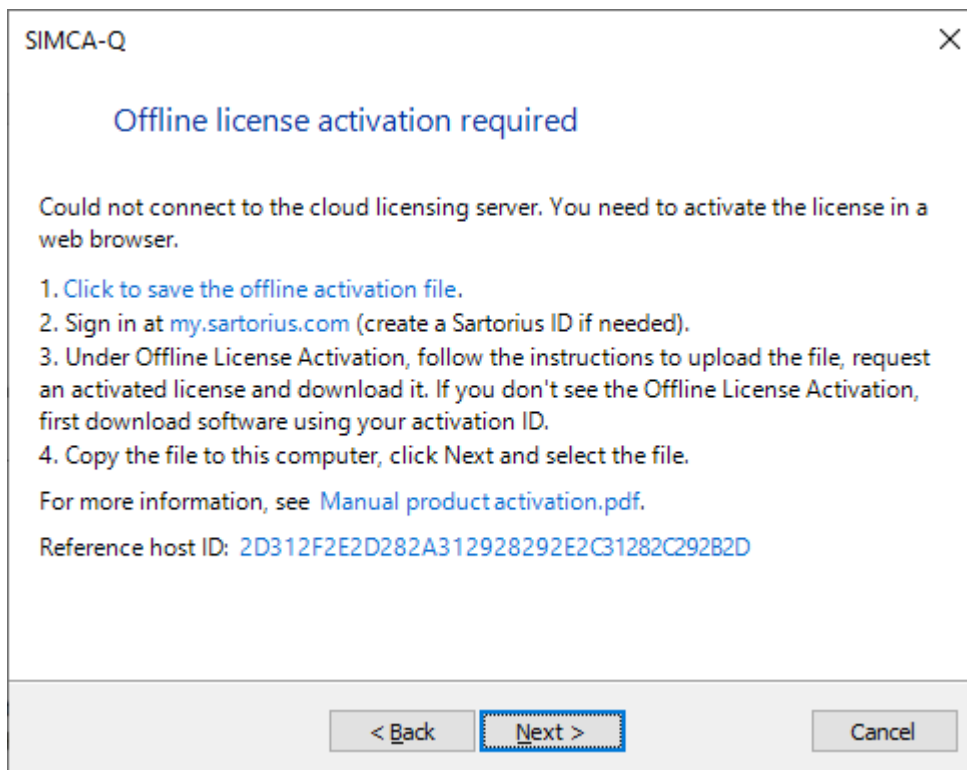 SIMCA-Q
Offline license activation required
Could not connect to the cloud licensing server. You need to activate the license in a
web browser.
1. Click to save the offline activation file.
2. Sign in at my.sartorius.com (create a Sartorius ID if needed).
3. Under Offline License Activation, follow the instructions to upload the file, request
an activated license and download it. If you don't see the Offline License Activation,
first download software using your activation ID.
4. Copy the file to this computer, click Next and select the file.
For more information, see Manual product activation.pdf.
Reference host ID: 2D312F2E2D282A312928292E2C31282C292B2D
< Back Next > Cancel